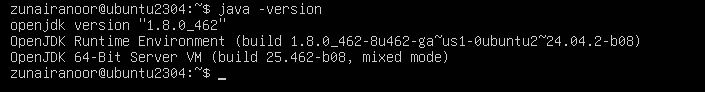 zunairanoor@ubuntu2304:~$ java -version
openjdk version "1.8.0_462"
OpenJDK Runtime Environment (build 1.8.0_462-8u462-ga~us1-0ubuntu2~24.04.2-b08)
OpenJDK 64-Bit Server VM (build 25.462-b08, mixed mode)
zunairanoor@ubuntu2304:~$ _